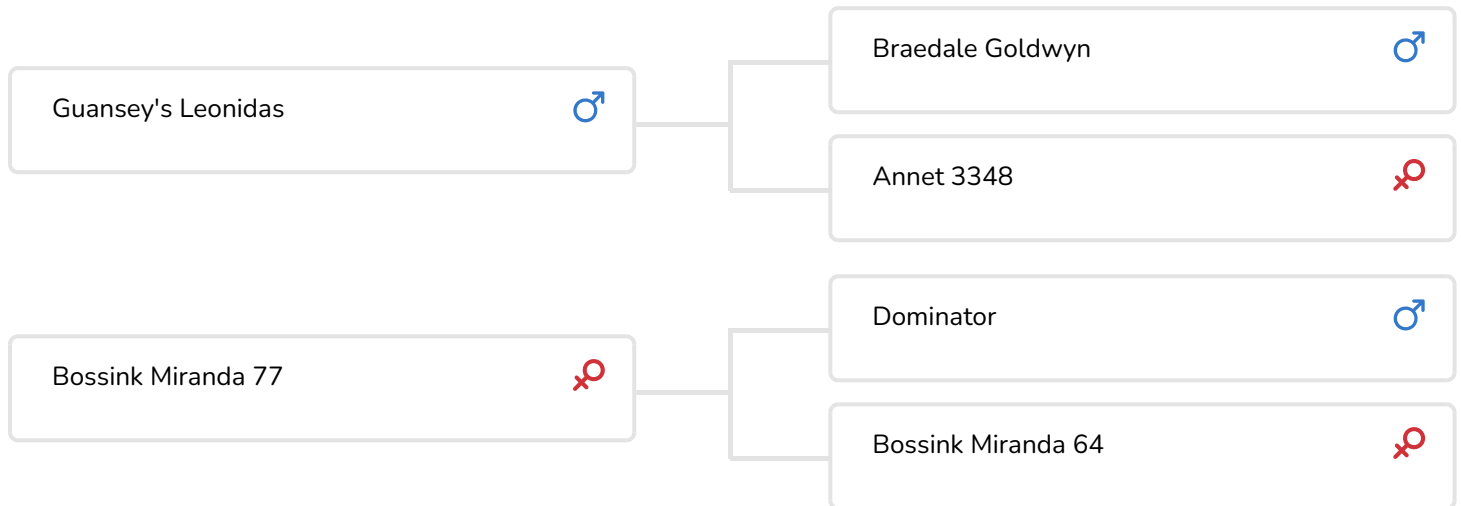 Braedale Goldwyn
Guansey's Leonidas
Annet 3348
Dominator
Bossink Miranda 77
Bossink Miranda 64